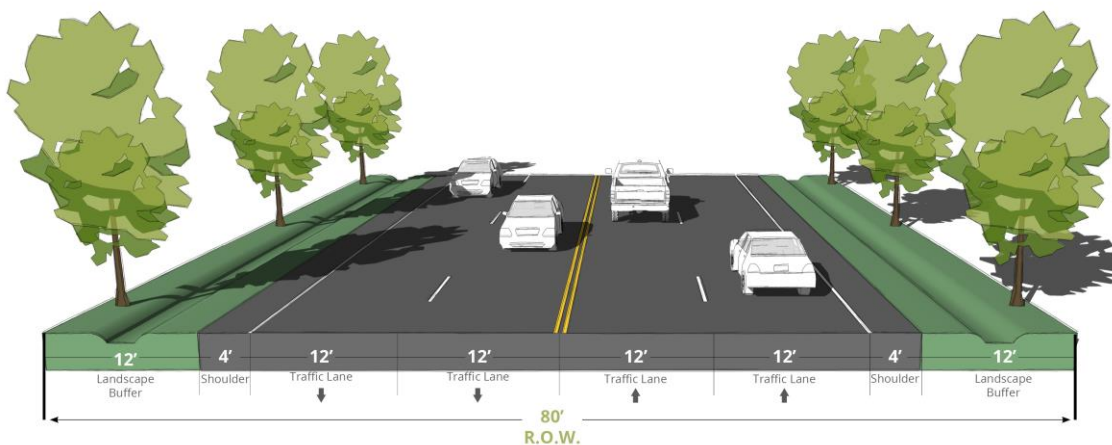 12’ 4’ 12’ 12’ 12’ 12’ 4’ 12’
Landscape Buffer
Shoulder
Traffic Lane
Traffic Lane
Traffic Lane
Traffic Lane
Shoulder
Landscape Buffer
80’
R.O.W.